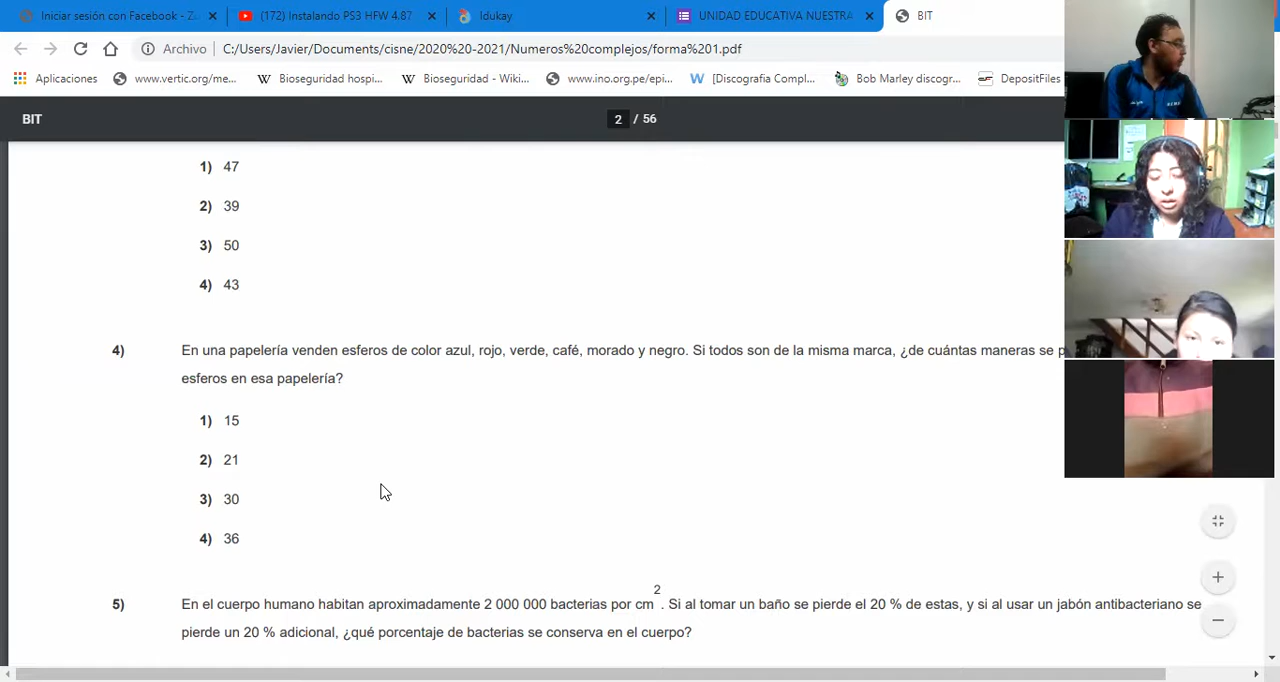 Iniciar sesión con Facebook - Z
(172) Instalando PS3 HFW 4.87
Idukay
UNIDAD EDUCATIVA NUESTRA
BIT
Archivo
C:/Users/Javier/Documents/cisne/2020%20-2021/Numeros%20complejos/forma%201.pdf
Aplicaciones
www.vertic.org/me...
Bioseguridad hospi...
Bioseguridad - Wiki...
www.ino.org.pe/epi...
[Discografia Compl...
Bob Marley discogr...
DepositFiles
BIT
2 / 56
1) 47
2) 39
3) 50
4) 43
4) En una papelería venden esferos de color azul, rojo, verde, café, morado y negro. Si todos son de la misma marca, ¿de cuántas maneras se
esferos en esa papelería?
1) 15
2) 21
3) 30
4) 36
5) En el cuerpo humano habitan aproximadamente 2 000 000 bacterias por cm2. Si al tomar un baño se pierde el 20 % de estas, y si al usar un jabón antibacteriano se
pierde un 20 % adicional, ¿qué porcentaje de bacterias se conserva en el cuerpo?